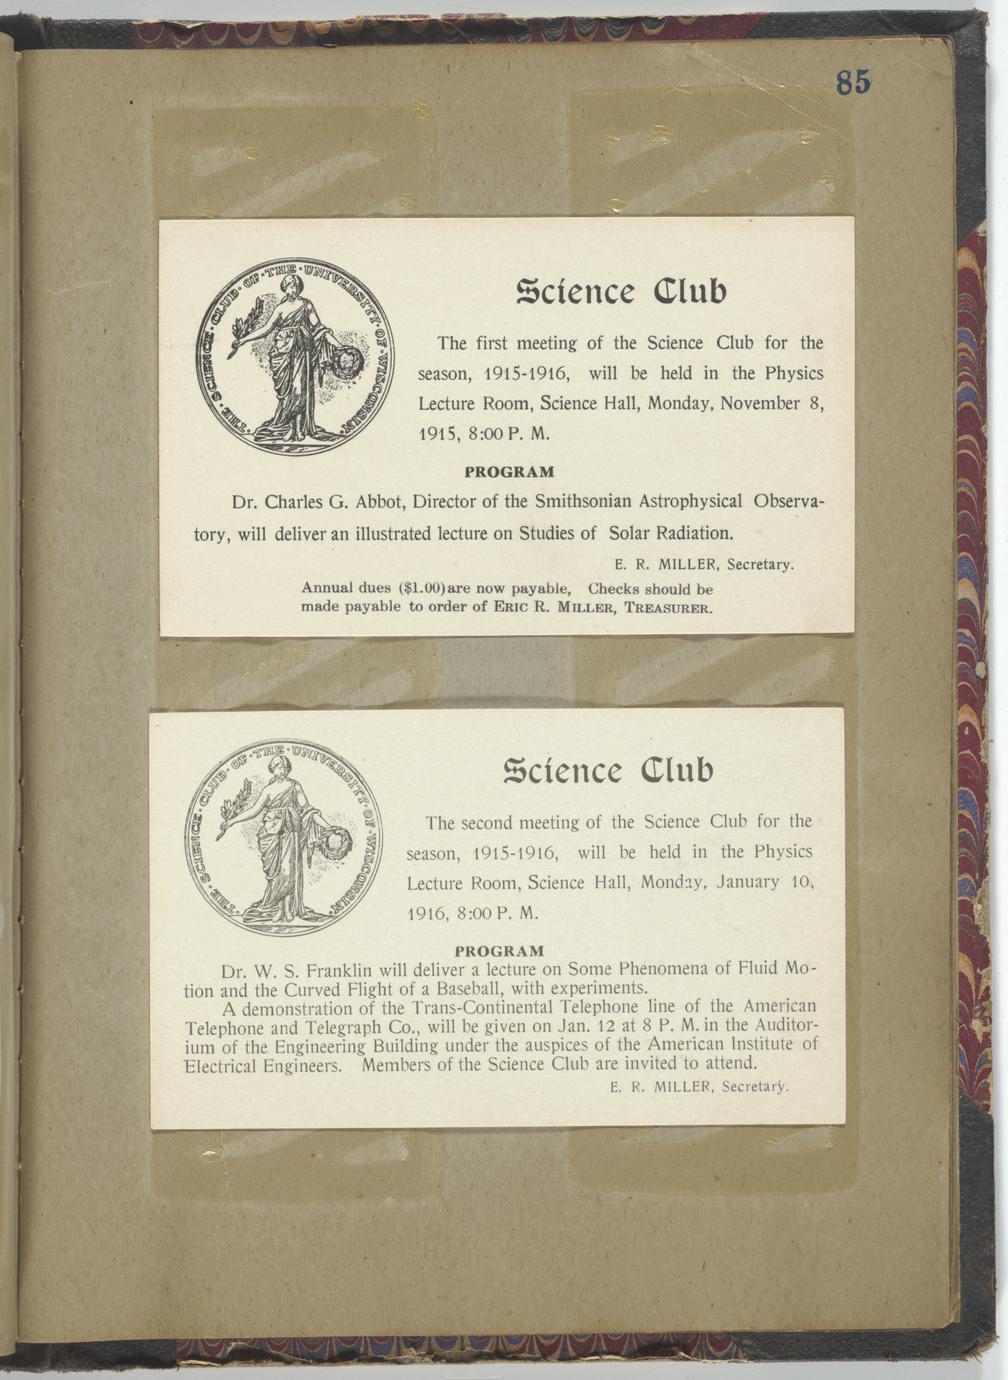 85
THE · SCIENCE · CLUB · OF · THE · UNIVERSITY · OF · WISCONSIN ·
Science Club
The first meeting of the Science Club for the
season, 1915-1916, will be held in the Physics
Lecture Room, Science Hall, Monday, November 8,
1915, 8:00 P. M.
PROGRAM
Dr. Charles G. Abbot, Director of the Smithsonian Astrophysical Observa-
tory, will deliver an illustrated lecture on Studies of Solar Radiation.
E. R. MILLER, Secretary.
Annual dues ($1.00) are now payable, Checks should be
made payable to order of ERIC R. MILLER, TREASURER.
THE · SCIENCE · CLUB · OF · THE · UNIVERSITY · OF · WISCONSIN ·
Science Club
The second meeting of the Science Club for the
season, 1915-1916, will be held in the Physics
Lecture Room, Science Hall, Monday, January 10,
1916, 8:00 P. M.
PROGRAM
Dr. W. S. Franklin will deliver a lecture on Some Phenomena of Fluid Mo-
tion and the Curved Flight of a Baseball, with experiments.
A demonstration of the Trans-Continental Telephone line of the American
Telephone and Telegraph Co., will be given on Jan. 12 at 8 P. M. in the Auditor-
ium of the Engineering Building under the auspices of the American Institute of
Electrical Engineers. Members of the Science Club are invited to attend.
E. R. MILLER, Secretary.